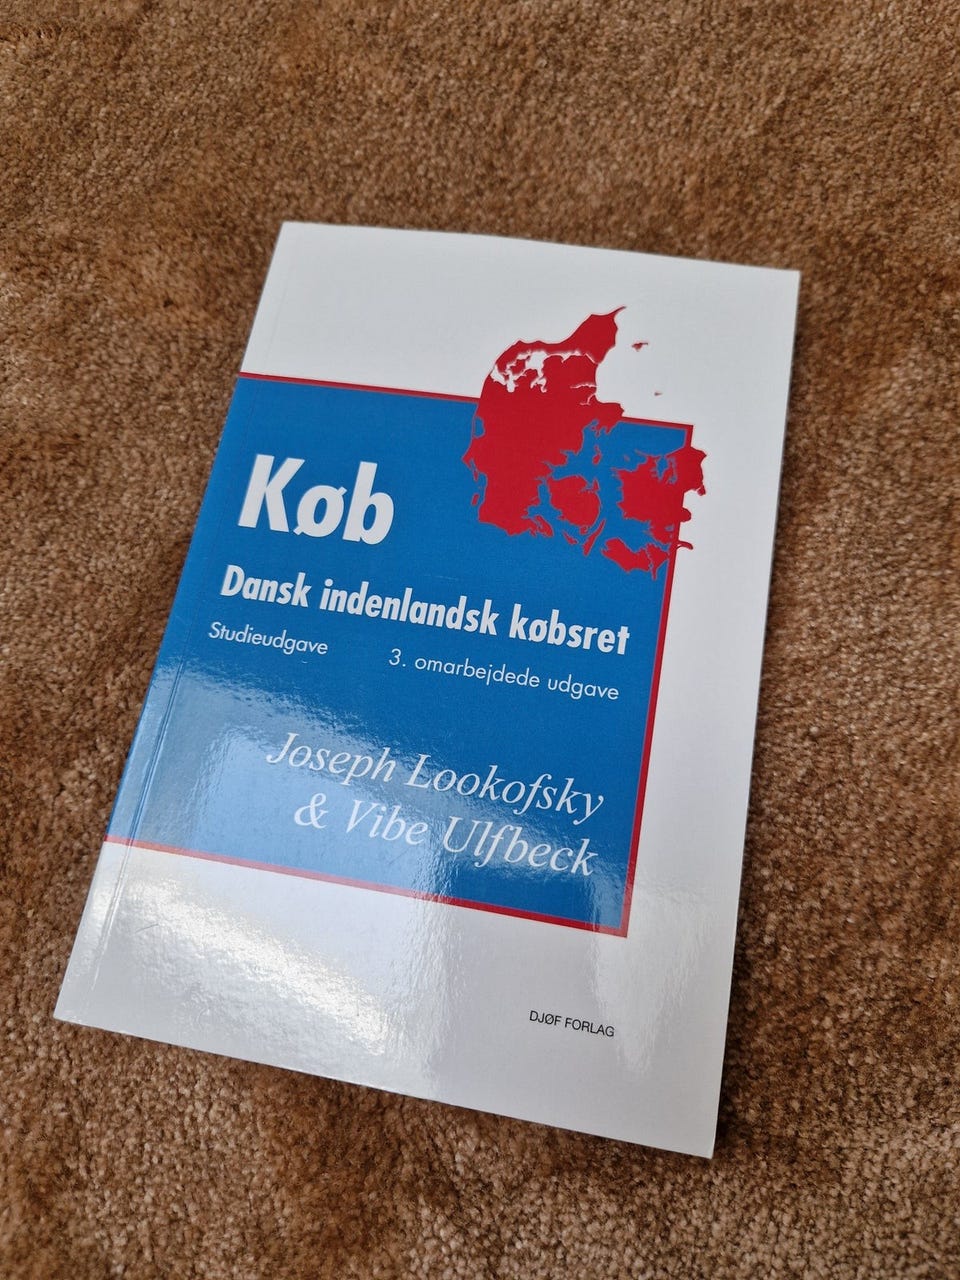 Køb
Dansk indenlandsk købsret
Studieudgave 3. omarbejdede udgave
Joseph Lookofsky
& Vibe Ulfbeck
DJØF FORLAG